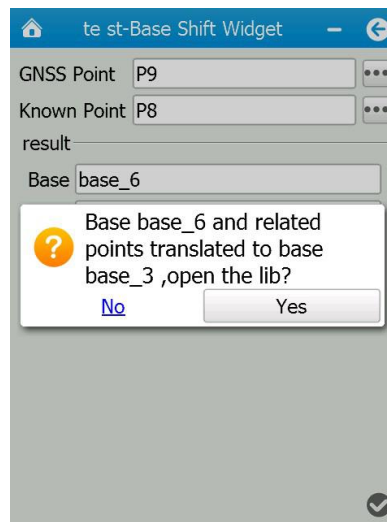 te st-Base Shift Widget
GNSS Point P9
Known Point P8
result
Base base_6
Base base_6 and related
points translated to base
base_3 ,open the lib?
No Yes